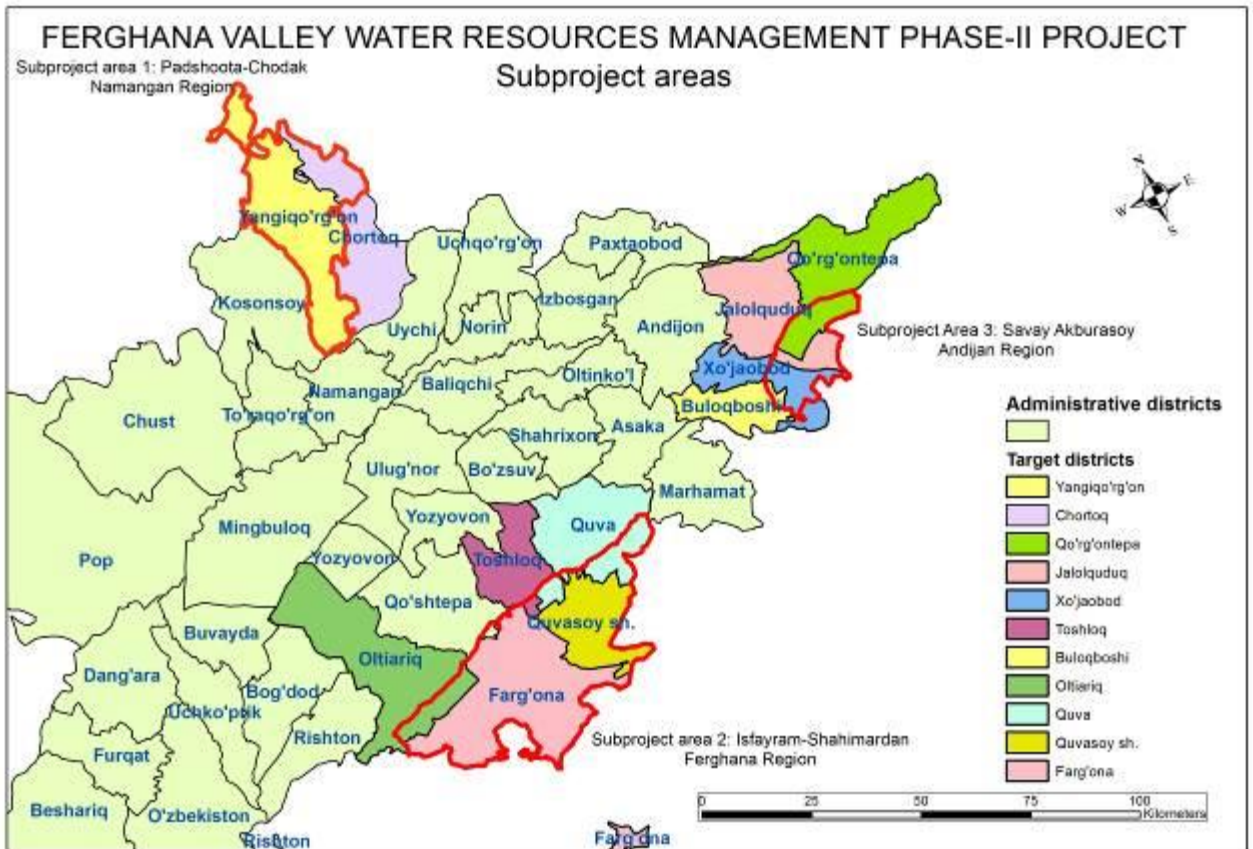 FERGHANA VALLEY WATER RESOURCES MANAGEMENT PHASE-II PROJECT
Subproject areas
Subproject area 1: Padshoota-Chodak
Namangan Region
N
E
W
S
Yangiqo'rg'on
Chortoq
Uchqo'rg'on
Paxtaobod
Qo'rg'ontepa
Kosonsoy
Izbosgan
Jalolquduq
Uychi
Norin
Andijon
Subproject Area 3: Savay Akburasoy
Andijan Region
Xo'jaobod
Namangan
Baliqchi
Oltinko'l
Buloqboshi
Chust
To'raqo'rg'on
Shahrixon
Asaka
Ulug'nor
Bo'zsuv
Marhamat
Mingbuloq
Yozyovon
Quva
Pop
Yozyovon
Toshloq
Qo'shtepa
Quvasoy sh.
Buvayda
Oltiariq
Dang'ara
Bog'dod
Farg'ona
Uchko'prik
Rishton
Furqat
Subproject area 2: Isfayram-Shahimardan
Ferghana Region
Beshariq
O'zbekiston
Rishton
Farg'ona
Administrative districts
Target districts
Yangiqo'rg'on
Chortoq
Qo'rg'ontepa
Jalolquduq
Xo'jaobod
Toshloq
Buloqboshi
Oltiariq
Quva
Quvasoy sh.
Farg'ona
0 25 50 75 100
Kilometers